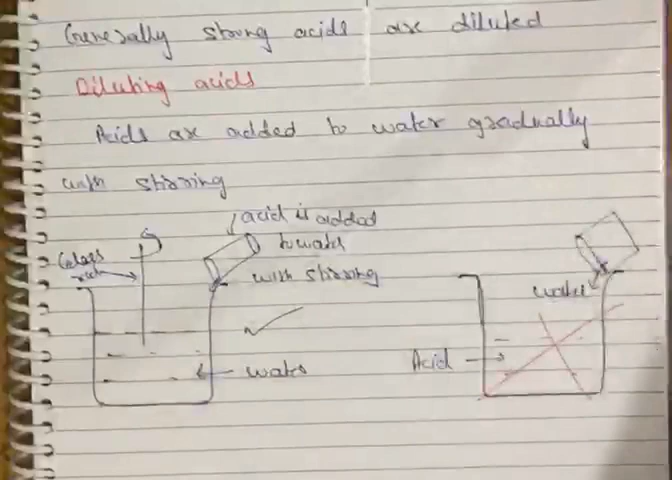 Generally strong acids are diluted
Diluting acids
Acids are added to water gradually
with stirring
acid is added
to water
with stirring
Glass
rod
water
water
Acid